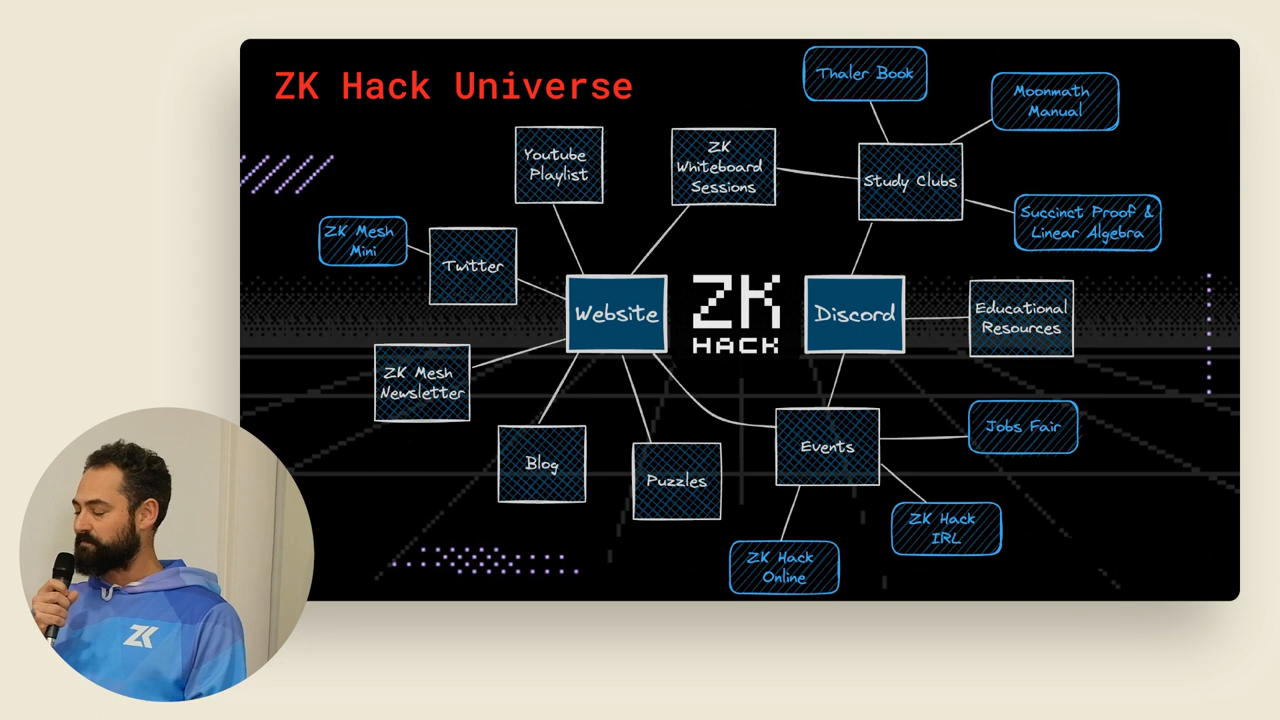 ZK Hack Universe
Thaler Book
Moonmath
Manual
Youtube
Playlist
ZK
Whiteboard
Sessions
Study Clubs
Succinct Proof &
Linear Algebra
ZK Mesh
Mini
Twitter
Website
ZK
HACK
Discord
Educational
Resources
ZK Mesh
Newsletter
Blog
Puzzles
Events
Jobs Fair
ZK Hack
IRL
ZK Hack
Online
ZK